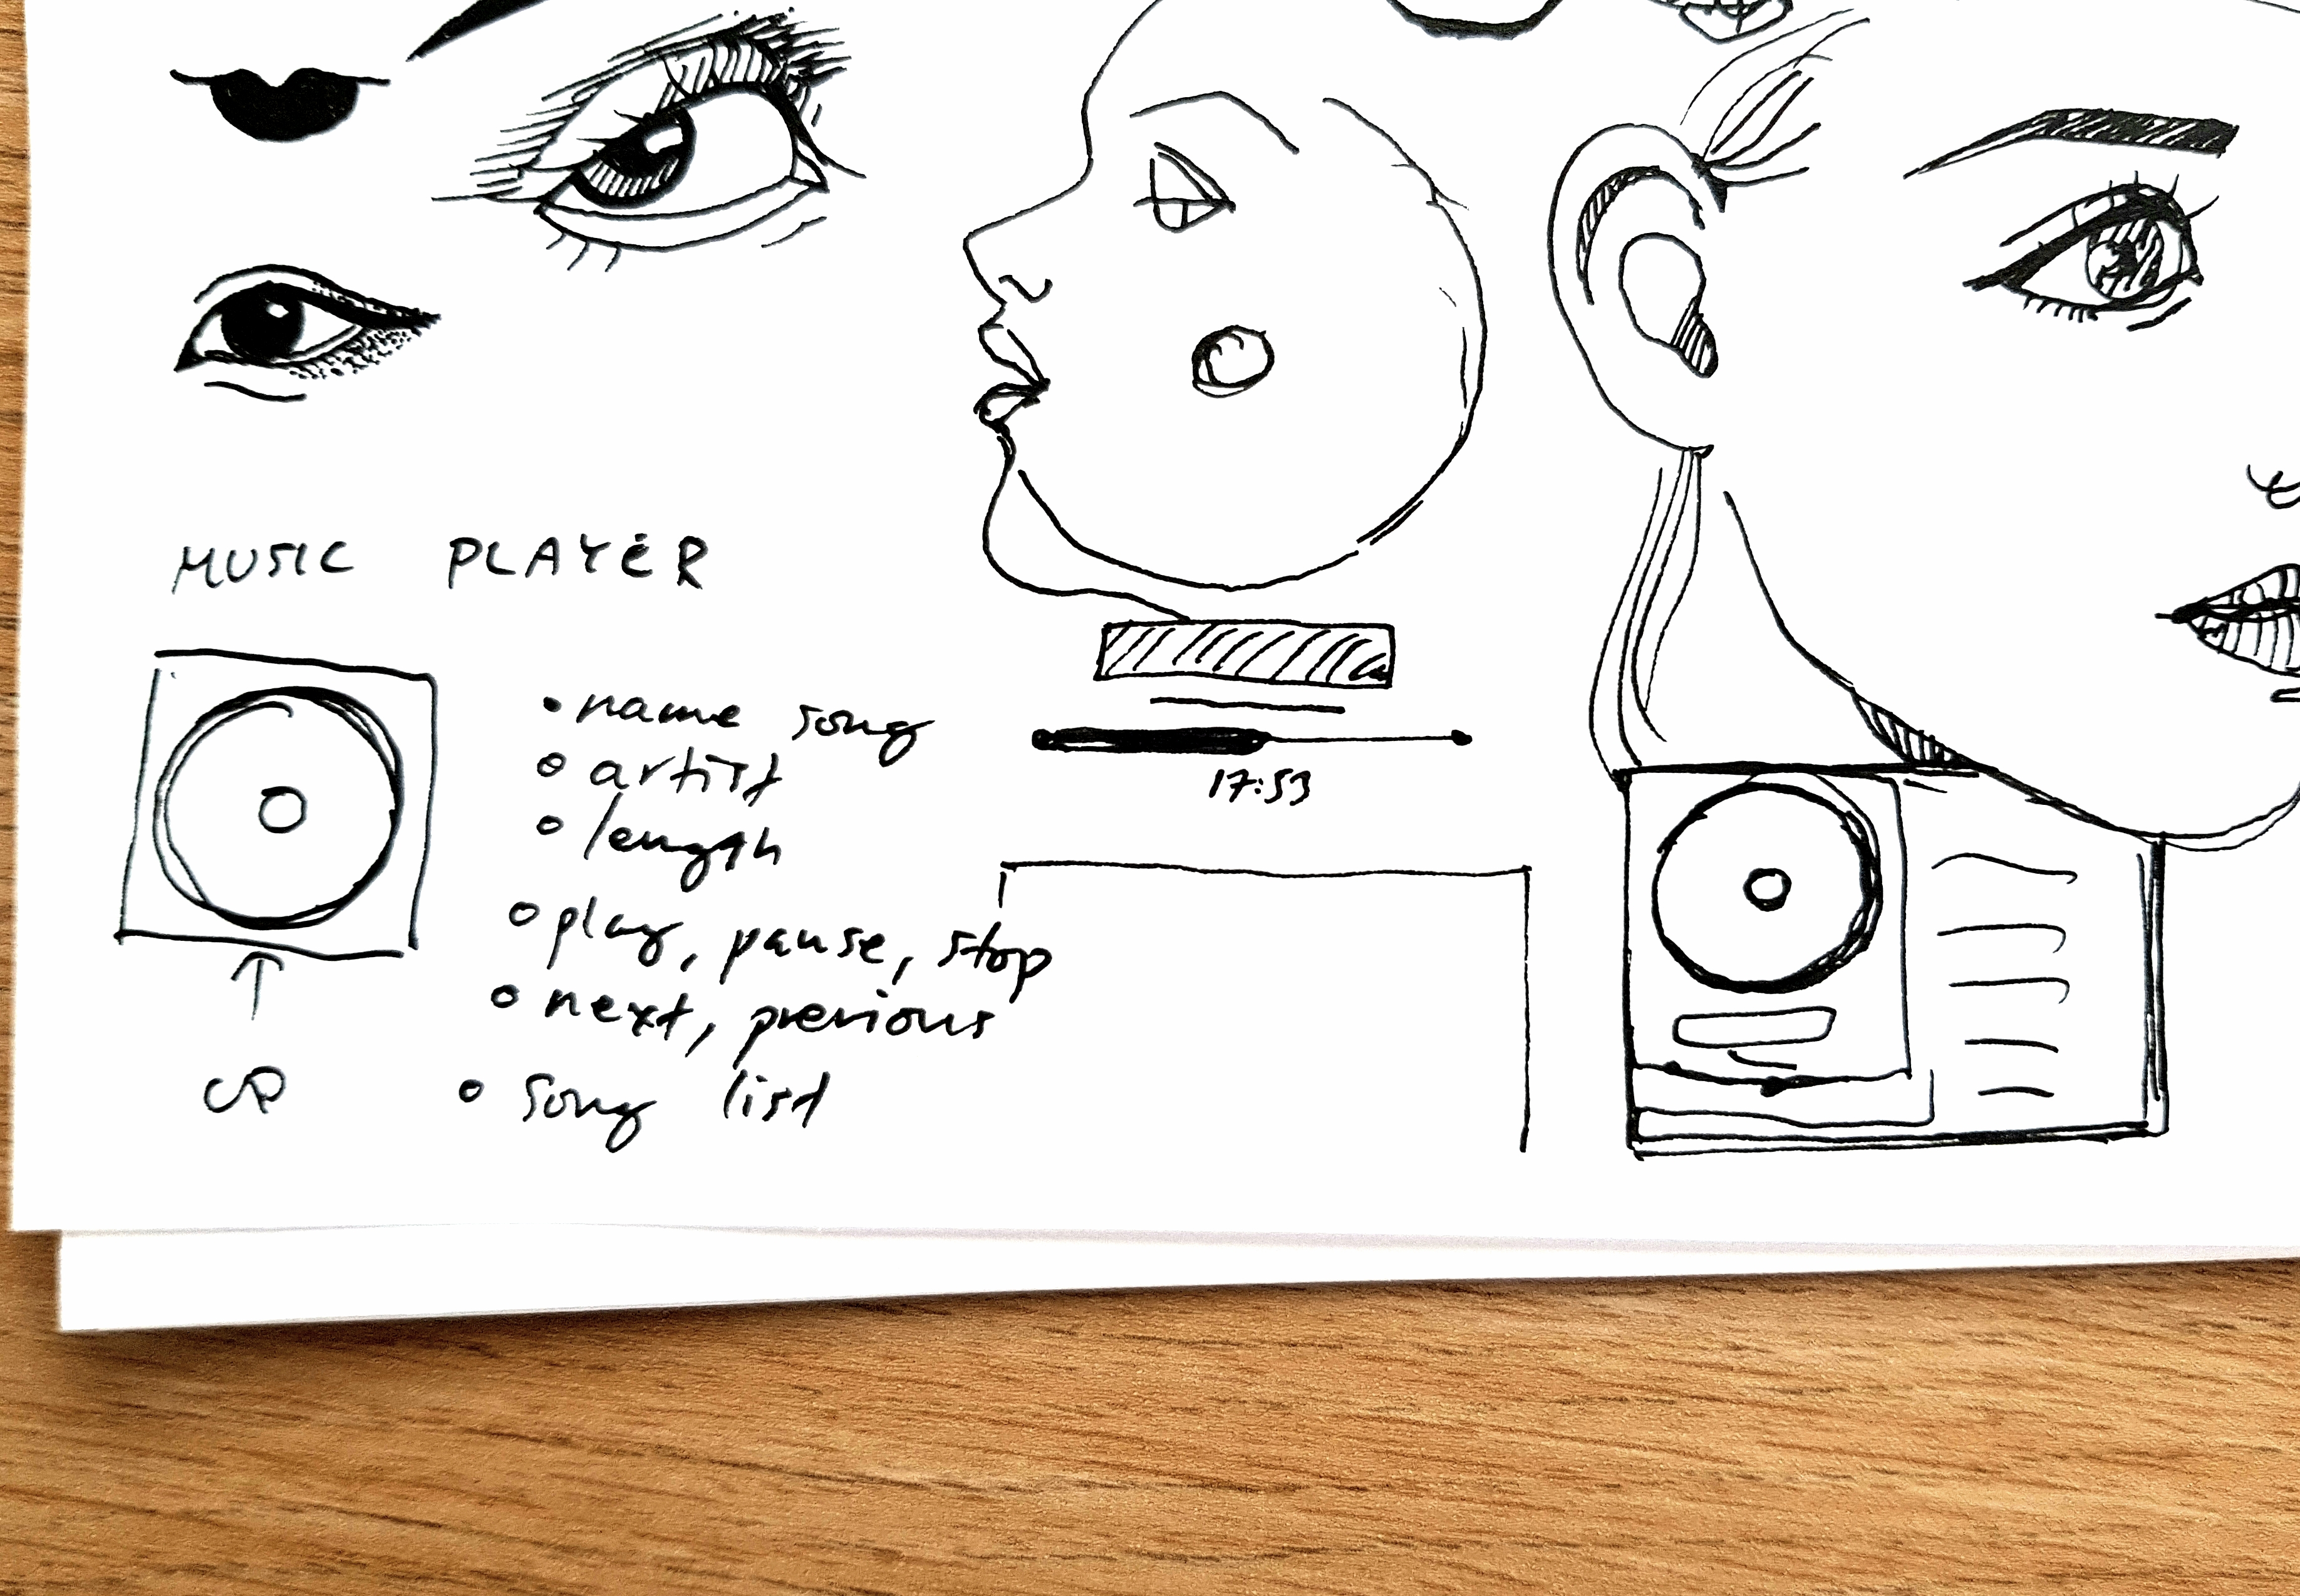 MUSIC PLAYER
name song
artist
length
play, pause, stop
next, previous
song list
CD
17:53